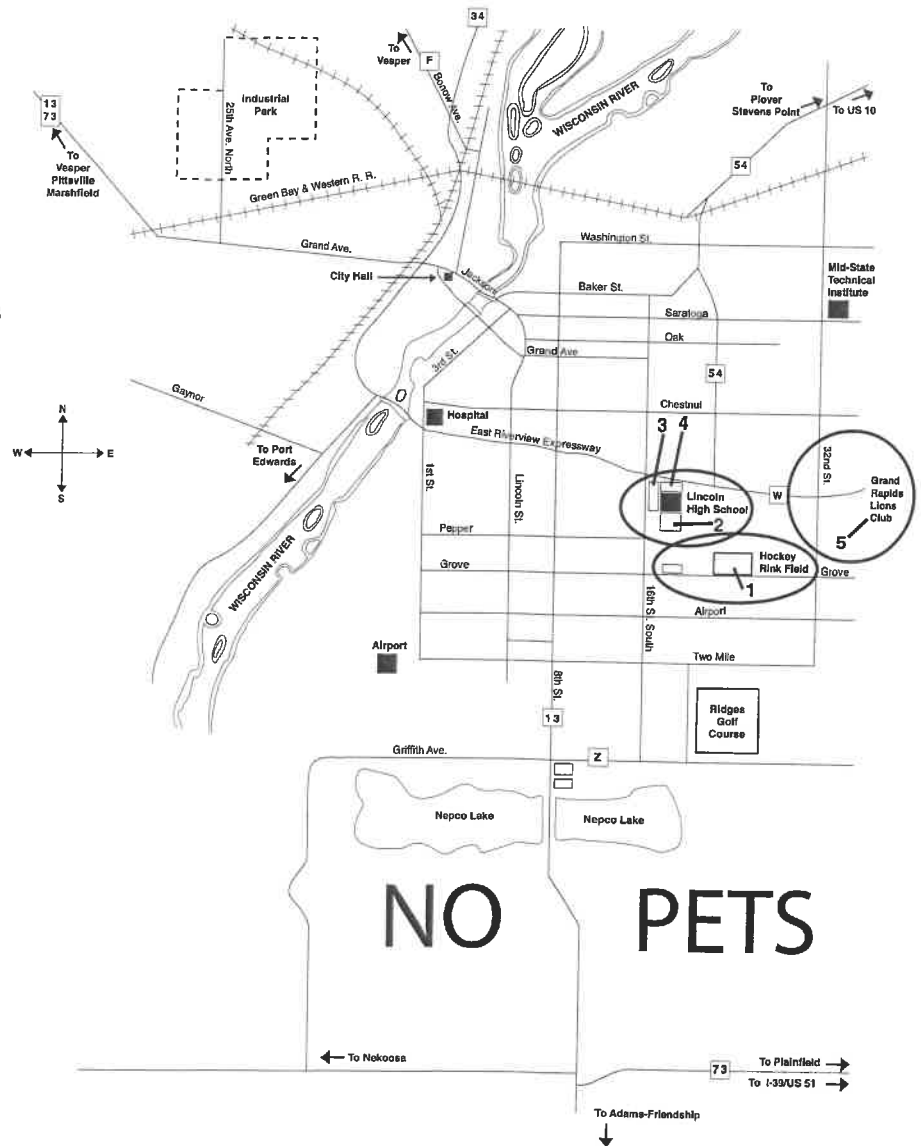 34
To
Vesper
F
Bonow Ave.
WISCONSIN RIVER
To
Plover
Stevens Point
To US 10
13
73
Industrial
Park
25th Ave. North
To
Vesper
Pittsville
Marshfield
54
Green Bay & Western R. R.
Grand Ave.
Washington St.
City Hall
Jackson
Baker St.
Mid-State
Technical
Institute
Saratoga
Oak
3rd St.
Grand Ave
54
Gaynor
Chestnut
Hospital
N
W
E
S
East Riverview Expressway
3
4
To Port
Edwards
1st St.
Lincoln St.
32nd St.
W
Lincoln
High School
2
Grand
Rapids
Lions
Club
5
Pepper
Grove
Hockey
Rink Field
Grove
1
WISCONSIN RIVER
16th St. South
Airport
Airport
Two Mile
8th St.
13
Ridges
Golf
Course
Griffith Ave.
Z
Nepco Lake
Nepco Lake
NO PETS
To Nekoosa
73
To Plainfield
To I-39/US 51
To Adams-Friendship